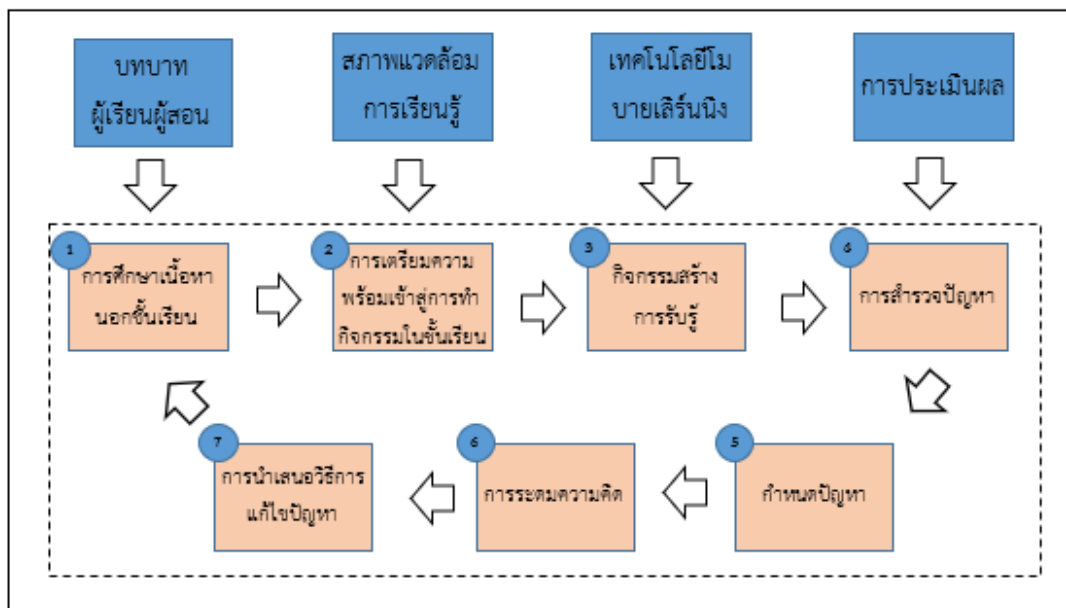 บทบาท
ผู้เรียนผู้สอน
สภาพแวดล้อม
การเรียนรู้
เทคโนโลยีโม
บายเลิร์นนิง
การประเมินผล
1
การศึกษาเนื้อหา
นอกชั้นเรียน
2
การเตรียมความ
พร้อมเข้าสู่การทำ
กิจกรรมในชั้นเรียน
3
กิจกรรมสร้าง
การรับรู้
4
การสำรวจปัญหา
5
กำหนดปัญหา
6
การระดมความคิด
7
การนำเสนอวิธีการ
แก้ไขปัญหา